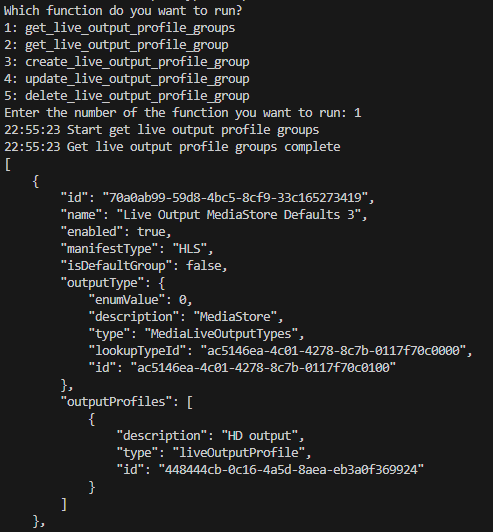 Which function do you want to run?
1: get_live_output_profile_groups
2: get_live_output_profile_group
3: create_live_output_profile_group
4: update_live_output_profile_group
5: delete_live_output_profile_group
Enter the number of the function you want to run: 1
22:55:23 Start get live output profile groups
22:55:23 Get live output profile groups complete
[
    {
        "id": "70a0ab99-59d8-4bc5-8cf9-33c165273419",
        "name": "Live Output MediaStore Defaults 3",
        "enabled": true,
        "manifestType": "HLS",
        "isDefaultGroup": false,
        "outputType": {
            "enumValue": 0,
            "description": "MediaStore",
            "type": "MediaLiveOutputTypes",
            "lookupTypeId": "ac5146ea-4c01-4278-8c7b-0117f70c0000",
            "id": "ac5146ea-4c01-4278-8c7b-0117f70c0100"
        },
        "outputProfiles": [
            {
                "description": "HD output",
                "type": "liveOutputProfile",
                "id": "448444cb-0c16-4a5d-8aea-eb3a0f369924"
            }
        ]
    },